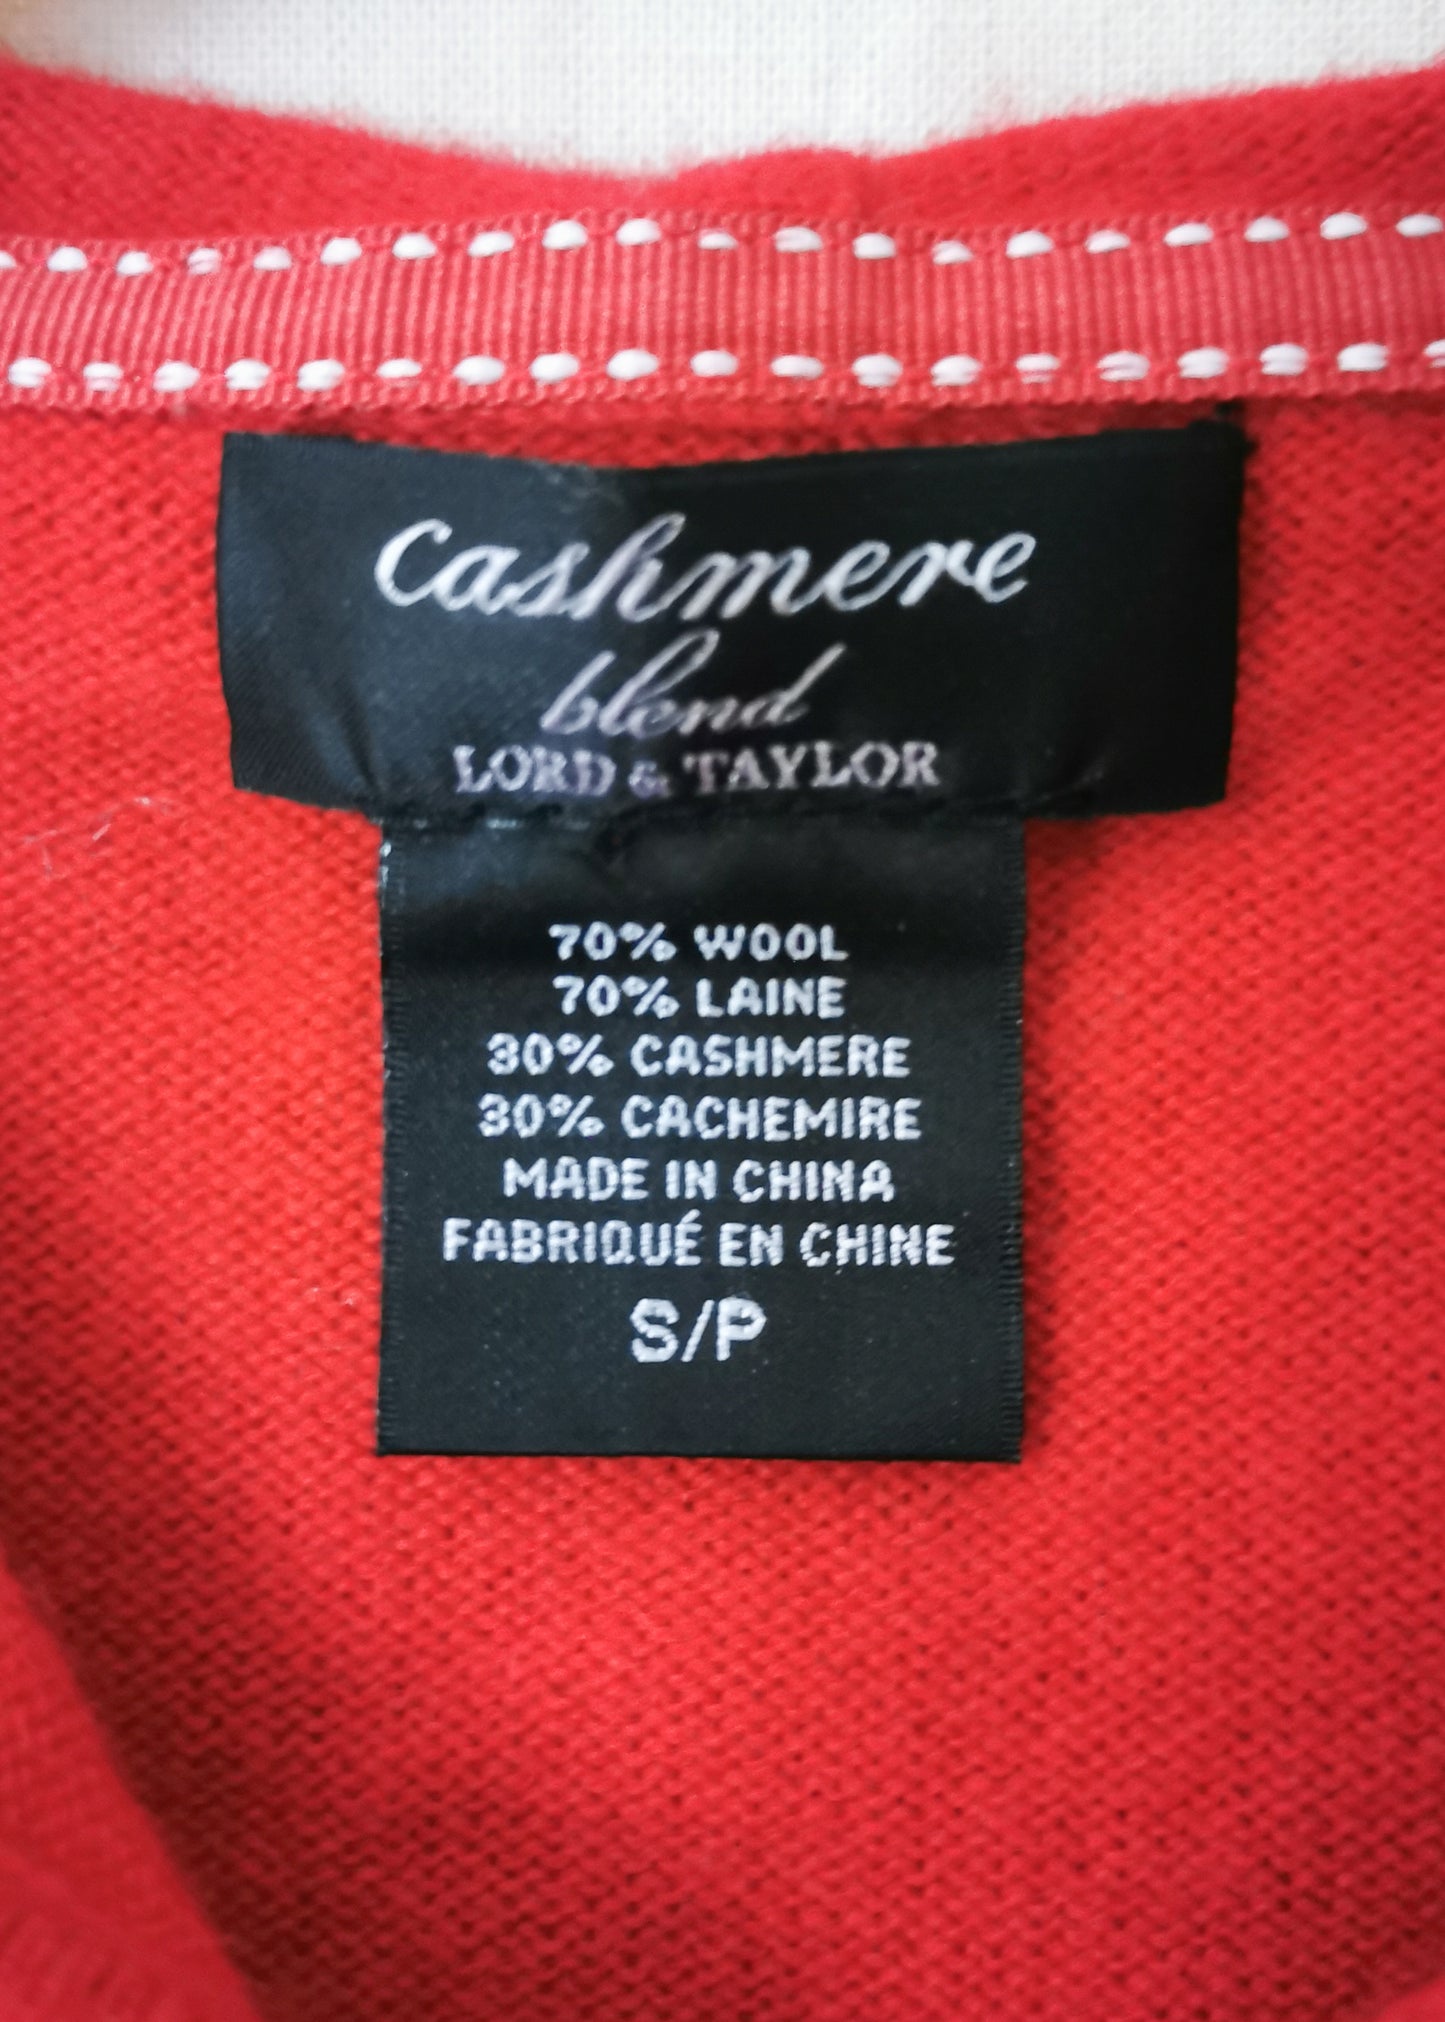 Cashmere
blend
LORD & TAYLOR
70% WOOL
70% LAINE
30% CASHMERE
30% CACHEMIRE
MADE IN CHINA
FABRIQUÉ EN CHINE
S/P